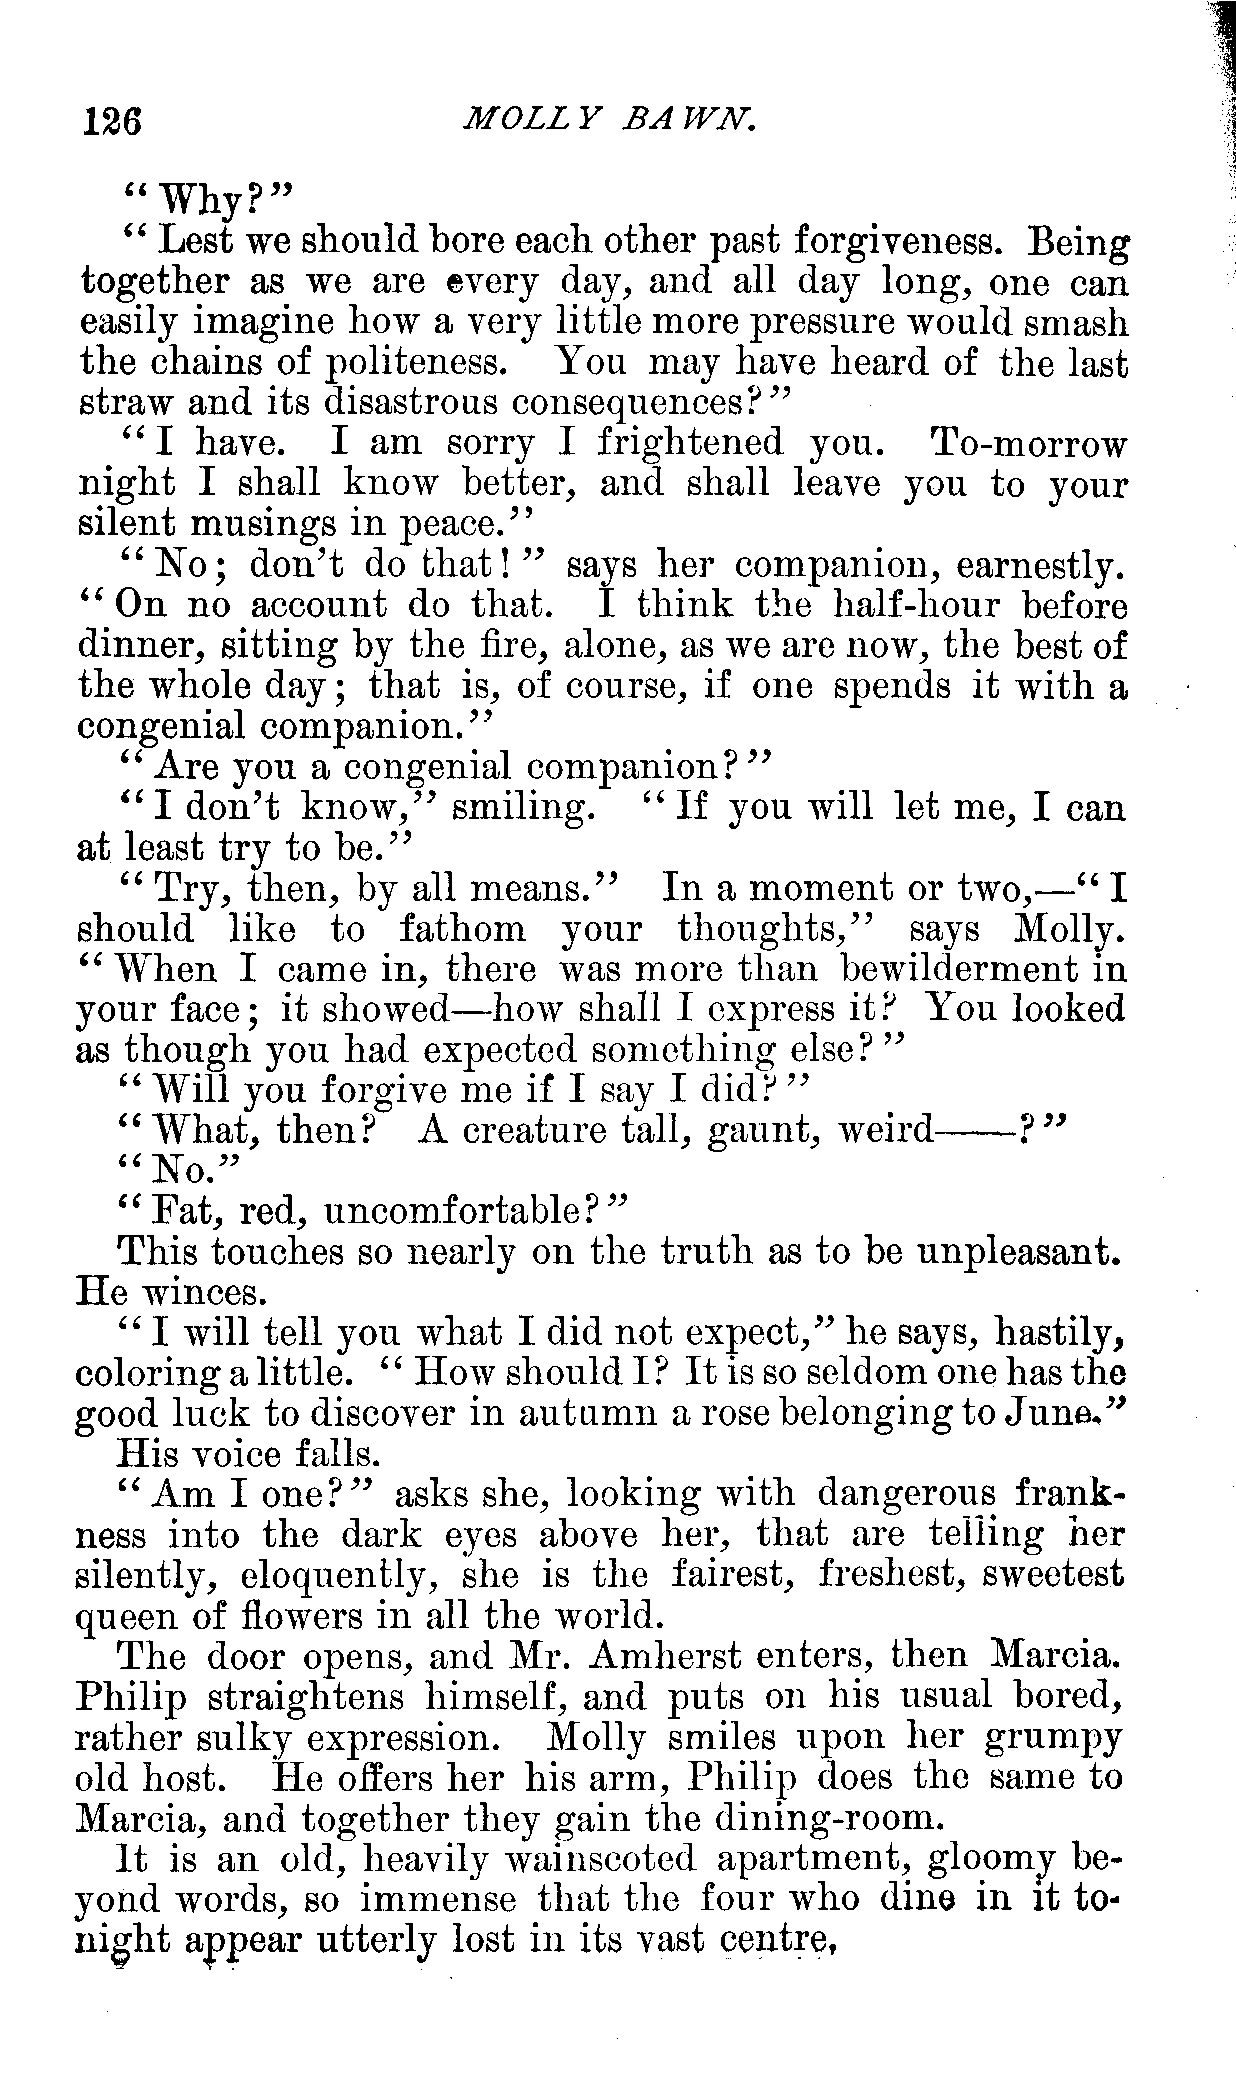 126 MOLLY BAWN.
"Why?"
"Lest we should bore each other past forgiveness. Being
together as we are every day, and all day long, one can
easily imagine how a very little more pressure would smash
the chains of politeness. You may have heard of the last
straw and its disastrous consequences?"
"I have. I am sorry I frightened you. To-morrow
night I shall know better, and shall leave you to your
silent musings in peace."
"No; don't do that!" says her companion, earnestly.
"On no account do that. I think the half-hour before
dinner, sitting by the fire, alone, as we are now, the best of
the whole day; that is, of course, if one spends it with a
congenial companion."
"Are you a congenial companion?"
"I don't know," smiling. "If you will let me, I can
at least try to be."
"Try, then, by all means." In a moment or two,—"I
should like to fathom your thoughts," says Molly.
"When I came in, there was more than bewilderment in
your face; it showed—how shall I express it? You looked
as though you had expected something else?"
"Will you forgive me if I say I did?"
"What, then? A creature tall, gaunt, weird——?"
"No."
"Fat, red, uncomfortable?"
This touches so nearly on the truth as to be unpleasant.
He winces.
"I will tell you what I did not expect," he says, hastily,
coloring a little. "How should I? It is so seldom one has the
good luck to discover in autumn a rose belonging to June."
His voice falls.
"Am I one?" asks she, looking with dangerous frank-
ness into the dark eyes above her, that are telling her
silently, eloquently, she is the fairest, freshest, sweetest
queen of flowers in all the world.
The door opens, and Mr. Amherst enters, then Marcia.
Philip straightens himself, and puts on his usual bored,
rather sulky expression. Molly smiles upon her grumpy
old host. He offers her his arm, Philip does the same to
Marcia, and together they gain the dining-room.
It is an old, heavily wainscoted apartment, gloomy be-
yond words, so immense that the four who dine in it to-
night appear utterly lost in its vast centre,